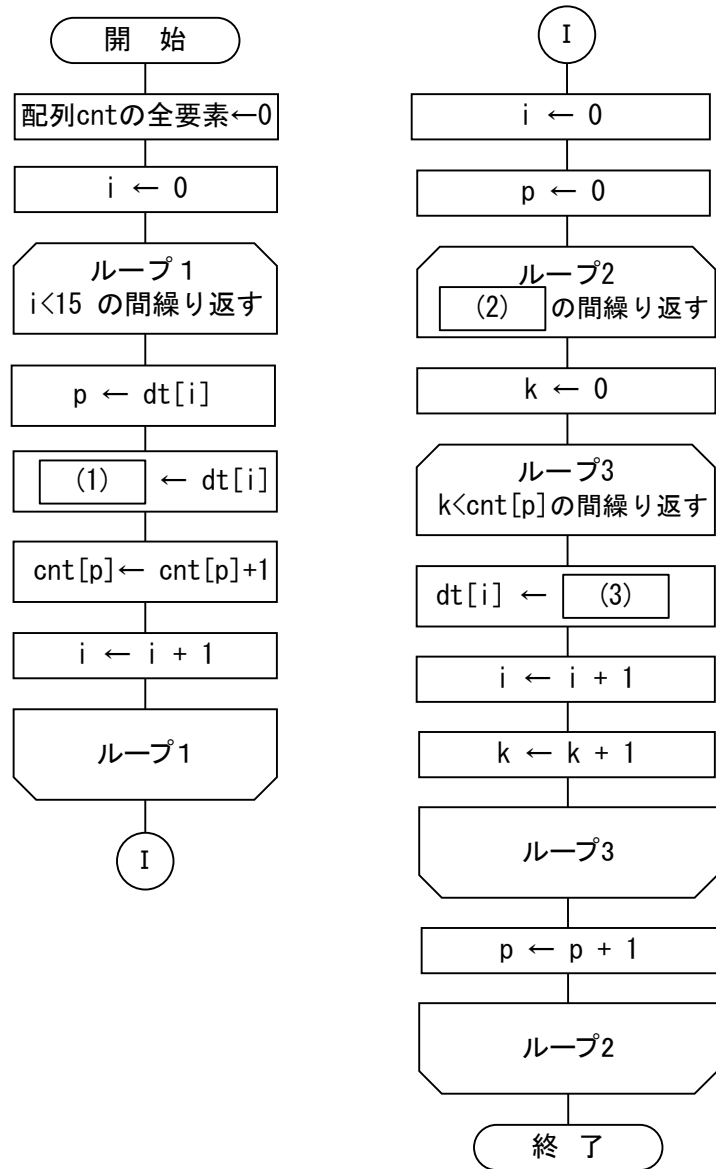 開 始
配列cntの全要素←0
i ← 0
ループ１
i<15 の間繰り返す
p ← dt[i]
(1) ← dt[i]
cnt[p]← cnt[p]+1
i ← i + 1
ループ１
I
I
i ← 0
p ← 0
ループ2
(2) の間繰り返す
k ← 0
ループ3
k<cnt[p]の間繰り返す
dt[i] ← (3)
i ← i + 1
k ← k + 1
ループ3
p ← p + 1
ループ2
終 了